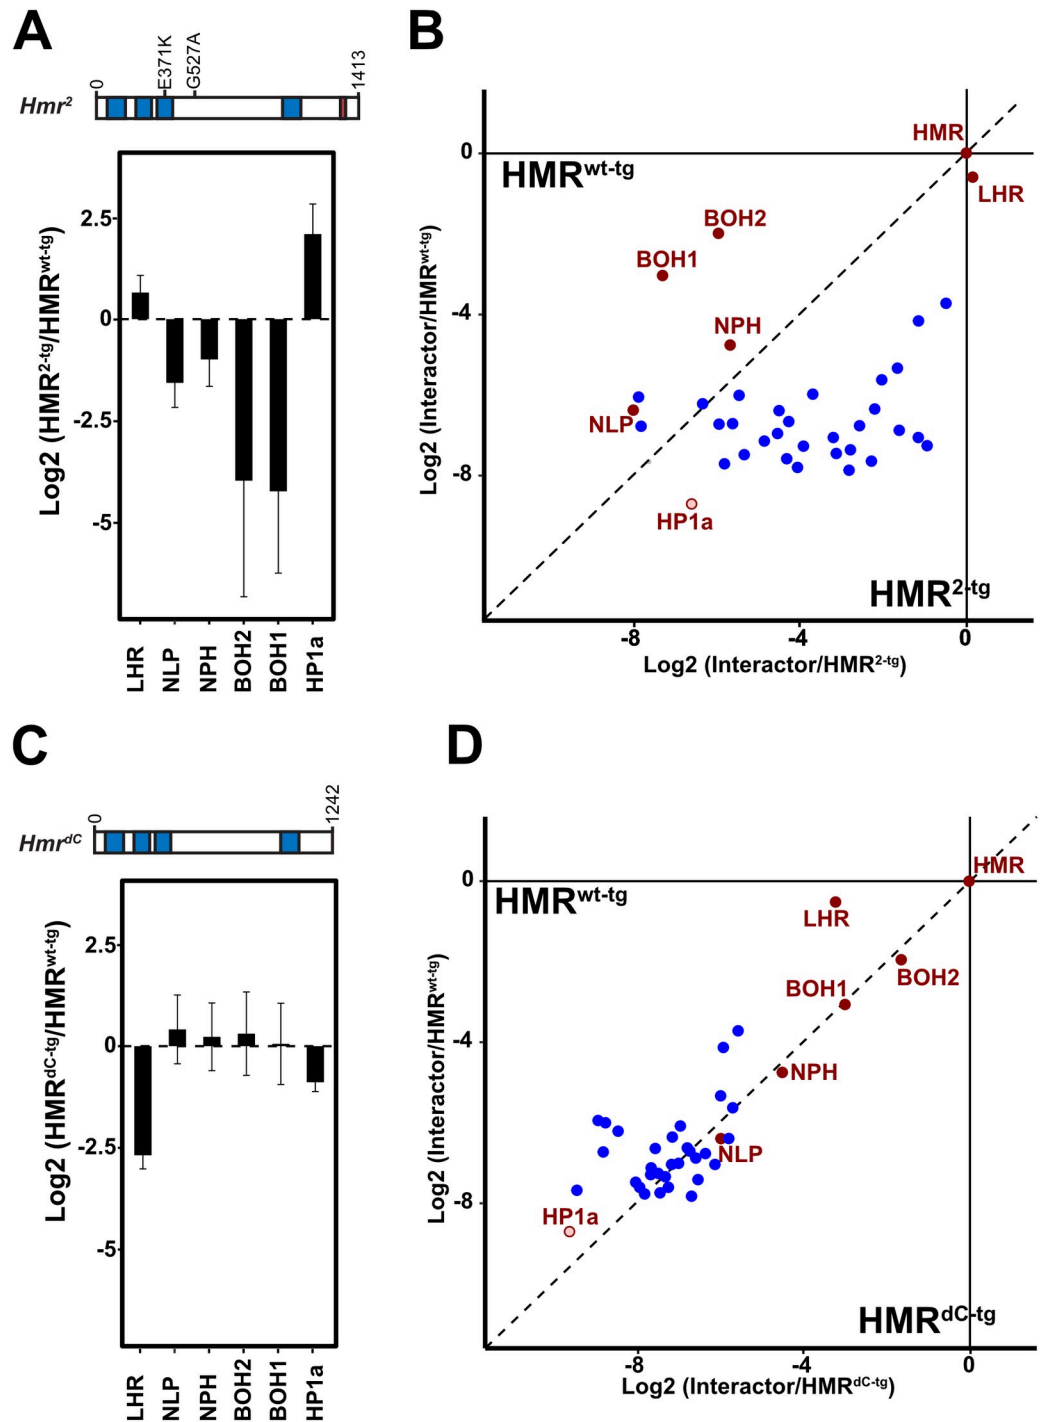 A
Hmr2
0
E371K
G527A
1413
Log2 (HMR2-tg/HMRwt-tg)
2.5
0
-2.5
-5
LHR
NLP
NPH
BOH2
BOH1
HP1a
B
HMRwt-tg
HMR
LHR
BOH2
BOH1
NPH
NLP
HP1a
HMR2-tg
Log2 (Interactor/HMRwt-tg)
0
-4
-8
-8
-4
0
Log2 (Interactor/HMR2-tg)
C
HmrdC
0
1242
Log2 (HMRdC-tg/HMRwt-tg)
2.5
0
-2.5
-5
LHR
NLP
NPH
BOH2
BOH1
HP1a
D
HMRwt-tg
HMR
LHR
BOH2
BOH1
NPH
NLP
HP1a
HMRdC-tg
Log2 (Interactor/HMRwt-tg)
0
-4
-8
-8
-4
0
Log2 (Interactor/HMRdC-tg)